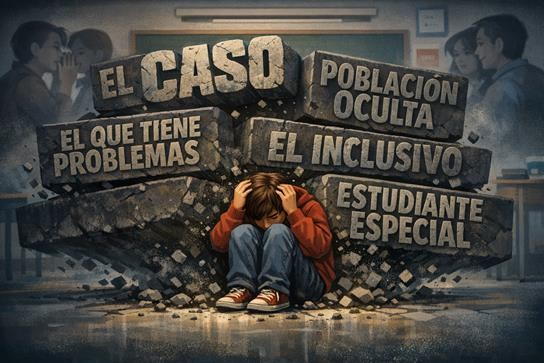 EL CASO
POBLACIÓN
OCULTA
EL QUE TIENE
PROBLEMAS
EL INCLUSIVO
ESTUDIANTE
ESPECIAL